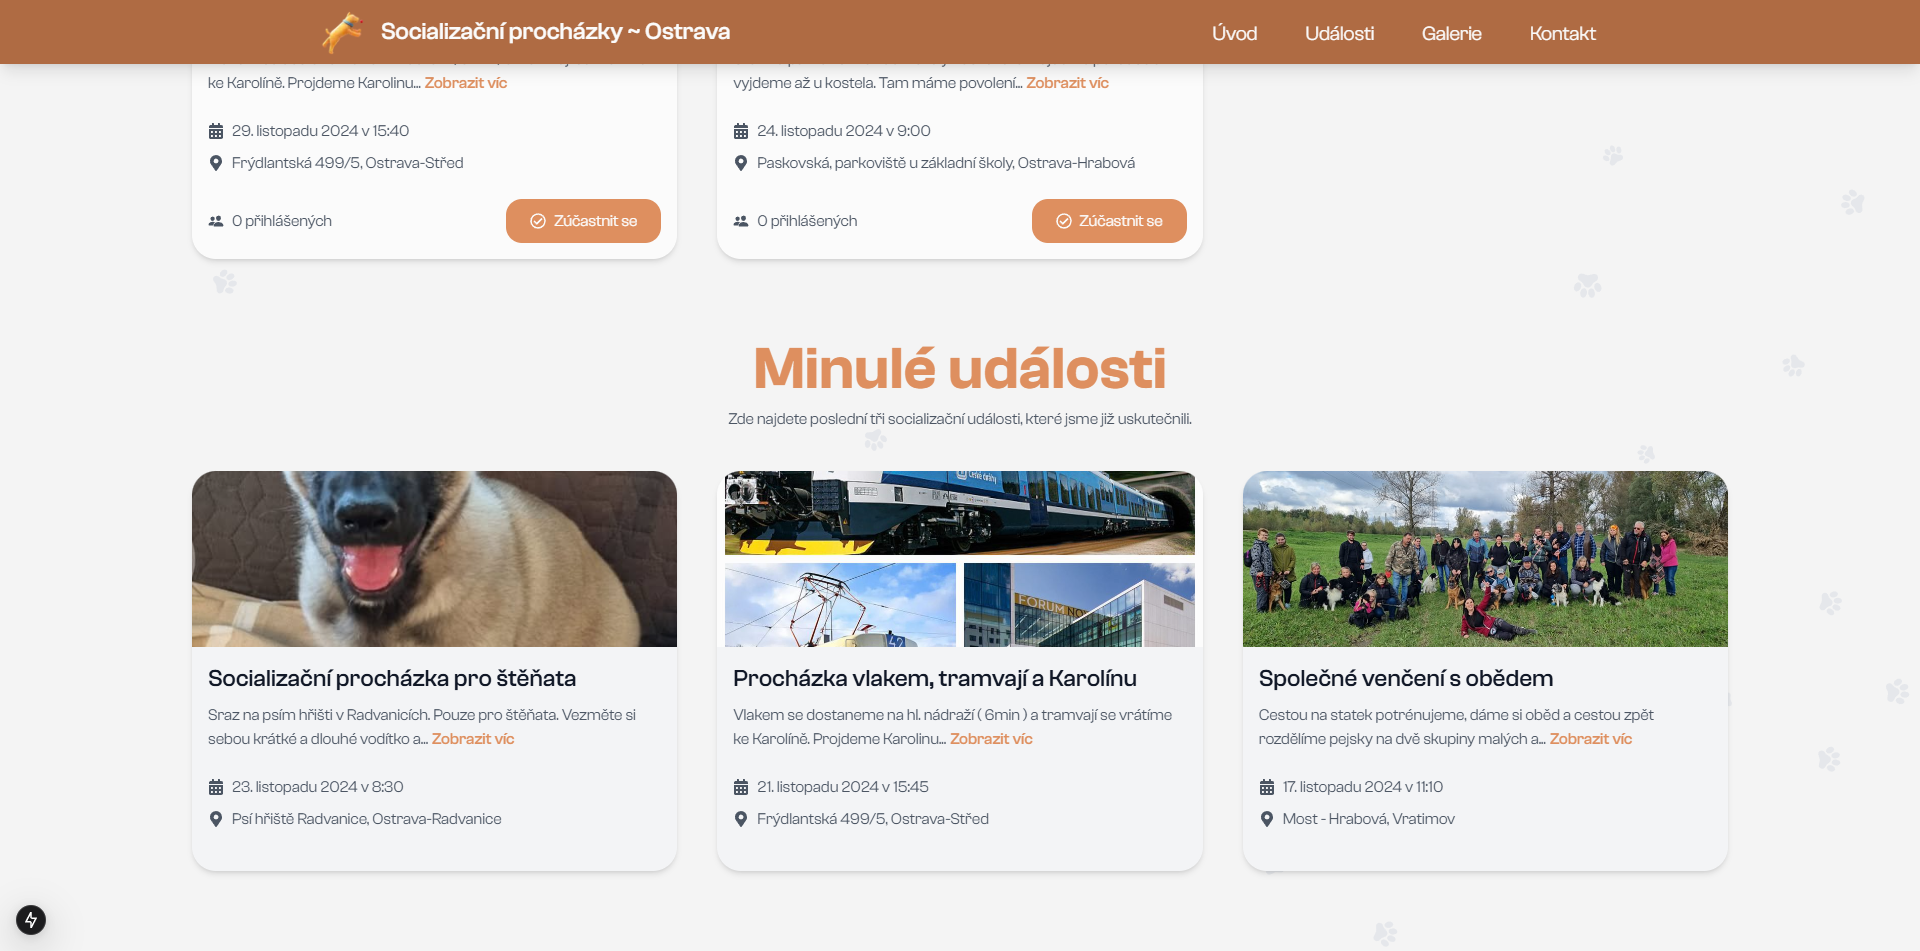 Socializační procházky ~ Ostrava
Úvod
Události
Galerie
Kontakt
ke Karolíně. Projdeme Karolinu... Zobrazit víc
29. listopadu 2024 v 15:40
Frýdlantská 499/5, Ostrava-Střed
0 přihlášených
Zúčastnit se
vyjdeme až u kostela. Tam máme povolení... Zobrazit víc
24. listopadu 2024 v 9:00
Paskovská, parkoviště u základní školy, Ostrava-Hrabová
0 přihlášených
Zúčastnit se
Minulé události
Zde najdete poslední tři socializační události, které jsme již uskutečnili.
Socializační procházka pro štěňata
Sraz na psím hřišti v Radvanicích. Pouze pro štěňata. Vezměte si
sebou krátké a dlouhé vodítko a... Zobrazit víc
23. listopadu 2024 v 8:30
Psí hřiště Radvanice, Ostrava-Radvanice
České dráhy
42
FORUM NOV
Procházka vlakem, tramvají a Karolínu
Vlakem se dostaneme na hl. nádraží ( 6min ) a tramvají se vrátíme
ke Karolíně. Projdeme Karolinu... Zobrazit víc
21. listopadu 2024 v 15:45
Frýdlantská 499/5, Ostrava-Střed
Společné venčení s obědem
Cestou na statek potrénujeme, dáme si oběd a cestou zpět
rozdělíme pejsky na dvě skupiny malých a... Zobrazit víc
17. listopadu 2024 v 11:10
Most - Hrabová, Vratimov